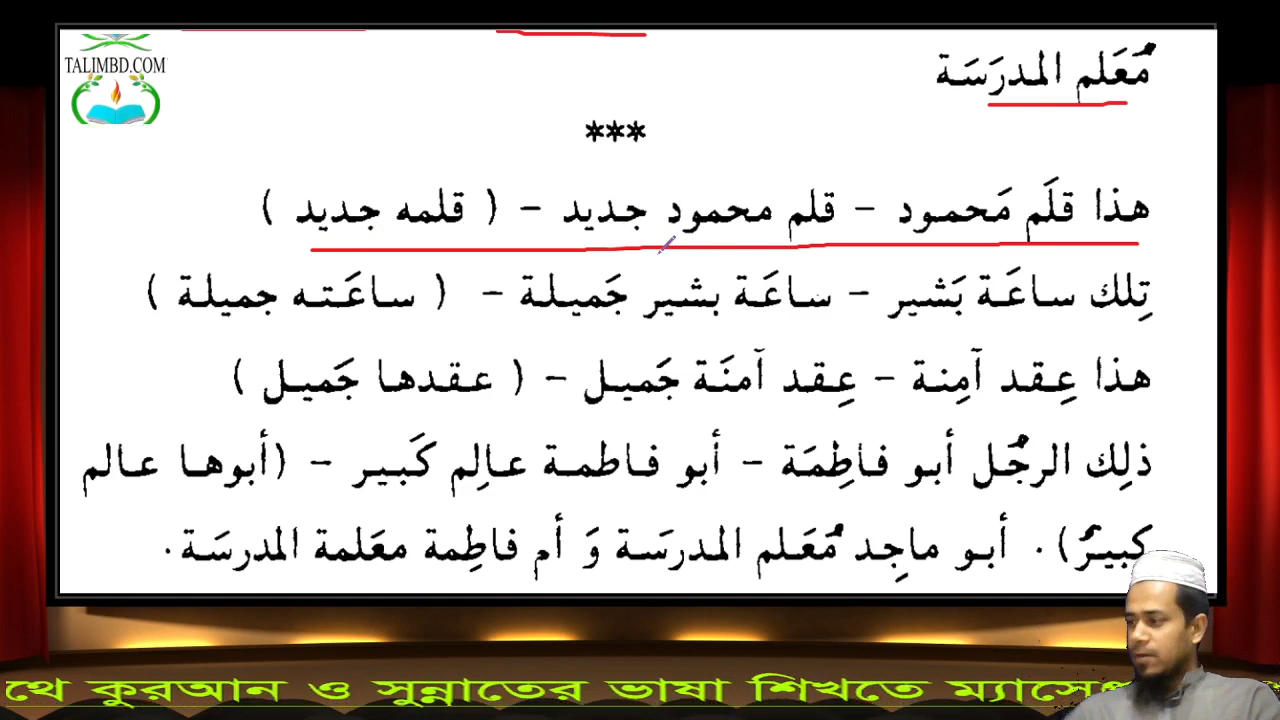 TALIMBD.COM
مُعَلم المدرَسَة
***
هذا قلَم مَحمود – قلم محمود جديد – ( قلمه جديد )
تِلك ساعَة بَشير – ساعَة بشير جَميلة – ( ساعَته جميلة )
هذا عِقد آمِنة – عِقد آمنَة جَميل – ( عقدها جَميل )
ذلِك الرجُل أبو فاطِمَة – أبو فاطمة عالِم كَبير – (أبوها عالم
كبيرُ). أبو ماجِد مُعَلم المدرَسَة وَ أم فاطِمة معَلمة المدرَسَة.
থে কুরআন ও সুন্নাতের ভাষা শিখতে